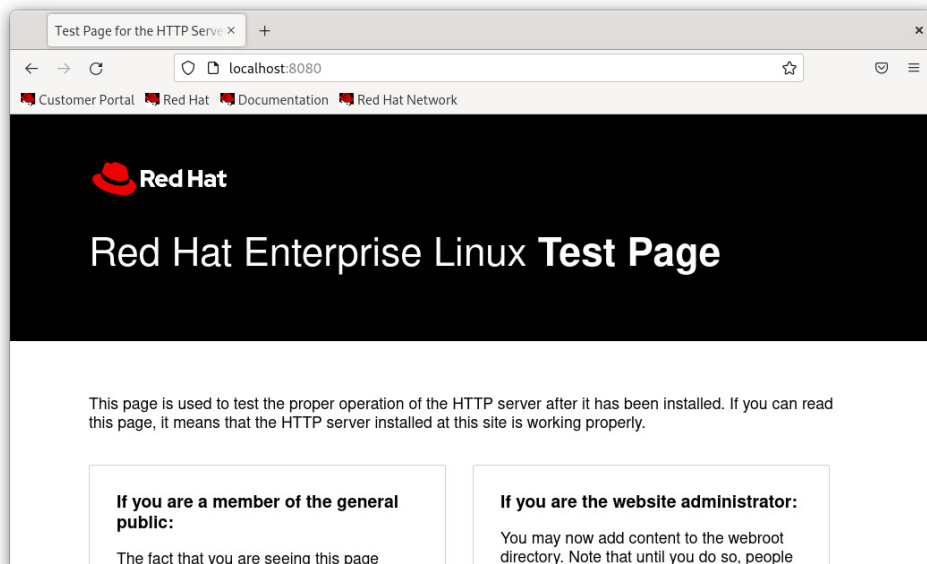 Test Page for the HTTP Serve
localhost:8080
Customer Portal Red Hat Documentation Red Hat Network
Red Hat
Red Hat Enterprise Linux Test Page
This page is used to test the proper operation of the HTTP server after it has been installed. If you can read
this page, it means that the HTTP server installed at this site is working properly.
If you are a member of the general
public:
The fact that you are seeing this page
If you are the website administrator:
You may now add content to the webroot
directory. Note that until you do so, people